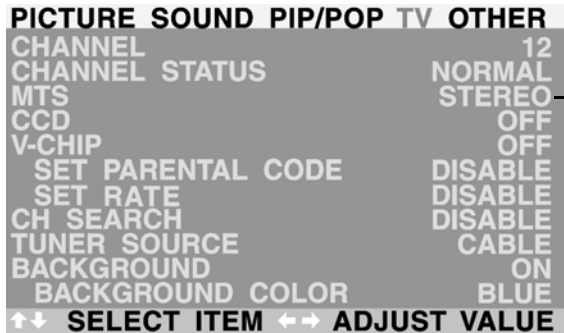 PICTURE SOUND PIP/POP TV OTHER
CHANNEL 12
CHANNEL STATUS NORMAL
MTS STEREO
CCD OFF
V-CHIP OFF
SET PARENTAL CODE DISABLE
SET RATE DISABLE
CH SEARCH DISABLE
TUNER SOURCE CABLE
BACKGROUND ON
BACKGROUND COLOR BLUE
↑↓ SELECT ITEM ←→ ADJUST VALUE